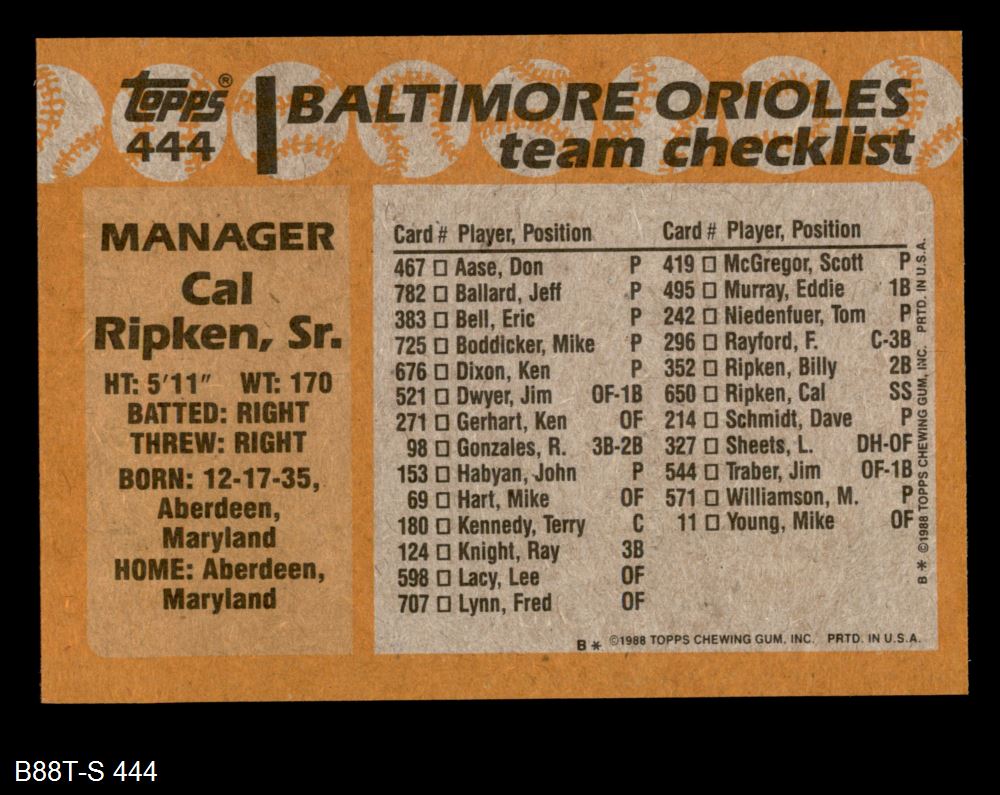 Topps®
444
BALTIMORE ORIOLES
team checklist
MANAGER
Cal
Ripken, Sr.
HT: 5'11" WT: 170
BATTED: RIGHT
THREW: RIGHT
BORN: 12-17-35,
Aberdeen,
Maryland
HOME: Aberdeen,
Maryland
Card # Player, Position
467 □ Aase, Don P
782 □ Ballard, Jeff P
383 □ Bell, Eric P
725 □ Boddicker, Mike P
676 □ Dixon, Ken P
521 □ Dwyer, Jim OF-1B
271 □ Gerhart, Ken OF
98 □ Gonzales, R. 3B-2B
153 □ Habyan, John P
69 □ Hart, Mike OF
180 □ Kennedy, Terry C
124 □ Knight, Ray 3B
598 □ Lacy, Lee OF
707 □ Lynn, Fred OF
Card # Player, Position
419 □ McGregor, Scott P
495 □ Murray, Eddie 1B
242 □ Niedenfuer, Tom P
296 □ Rayford, F. C-3B
352 □ Ripken, Billy 2B
650 □ Ripken, Cal SS
214 □ Schmidt, Dave P
327 □ Sheets, L. DH-OF
544 □ Traber, Jim OF-1B
571 □ Williamson, M. P
11 □ Young, Mike OF
B * ©1988 TOPPS CHEWING GUM, INC. PRTD. IN U.S.A.
B * ©1988 TOPPS CHEWING GUM, INC. PRTD. IN U.S.A.
B88T-S 444